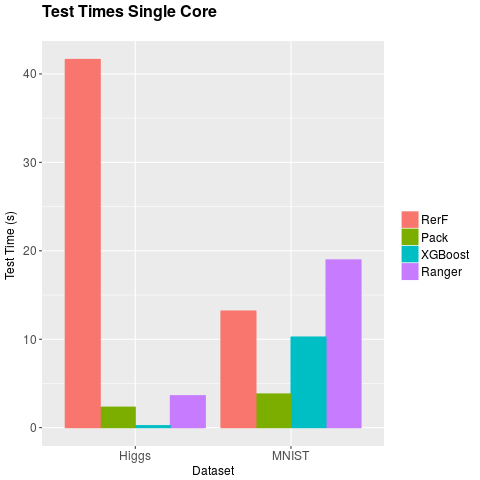 Test Times Single Core
Test Time (s)
40
30
20
10
0
Higgs
MNIST
Dataset
RerF
Pack
XGBoost
Ranger